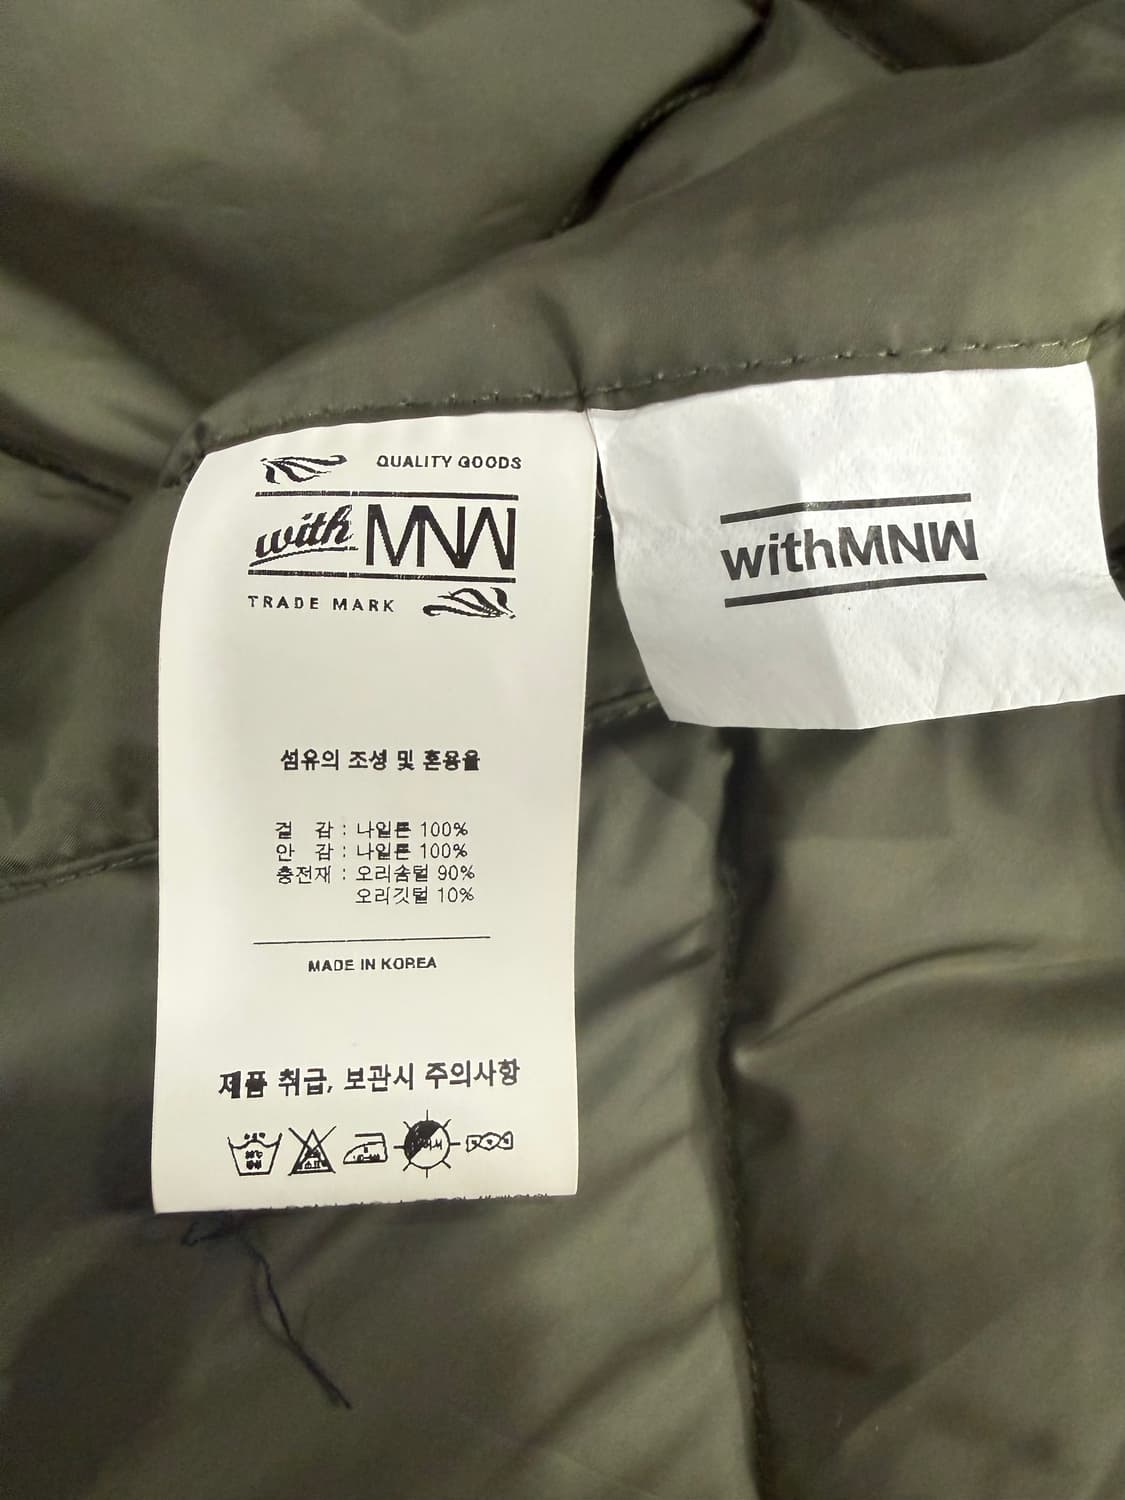 QUALITY GOODS
with MNW
TRADE MARK
섬유의 조성 및 혼용율
겉 감 : 나일론 100%
안 감 : 나일론 100%
충전재 : 오리솜털 90%
오리깃털 10%
MADE IN KOREA
제품 취급, 보관시 주의사항
withMNW